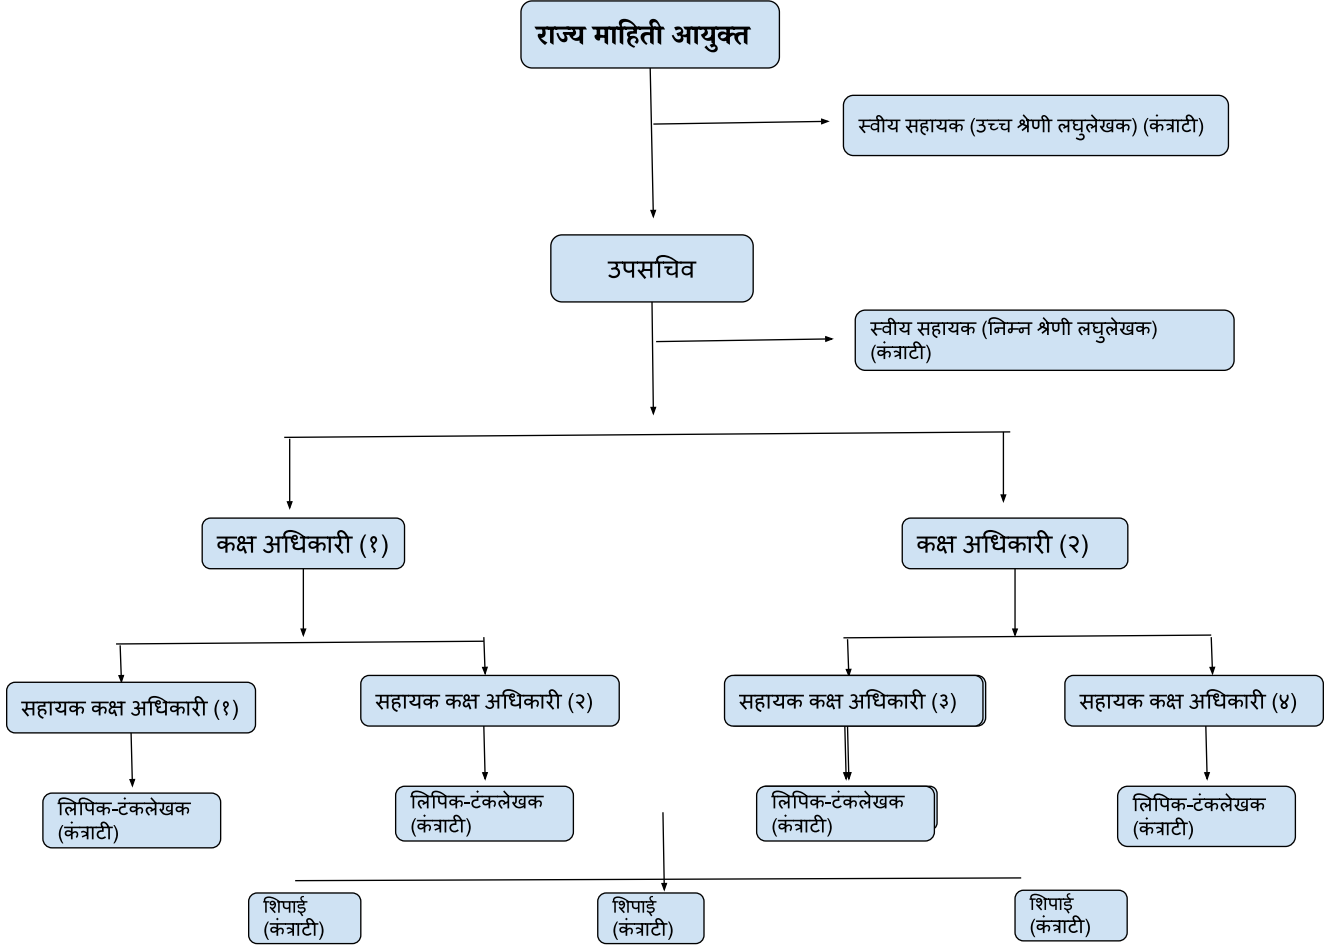 राज्य माहिती आयुक्त
स्वीय सहायक (उच्च श्रेणी लघुलेखक) (कंत्राटी)
उपसचिव
स्वीय सहायक (निम्न श्रेणी लघुलेखक)
(कंत्राटी)
कक्ष अधिकारी (१)
कक्ष अधिकारी (२)
सहायक कक्ष अधिकारी (१)
सहायक कक्ष अधिकारी (२)
सहायक कक्ष अधिकारी (३)
सहायक कक्ष अधिकारी (४)
लिपिक-टंकलेखक
(कंत्राटी)
लिपिक-टंकलेखक
(कंत्राटी)
लिपिक-टंकलेखक
(कंत्राटी)
लिपिक-टंकलेखक
(कंत्राटी)
शिपाई
(कंत्राटी)
शिपाई
(कंत्राटी)
शिपाई
(कंत्राटी)